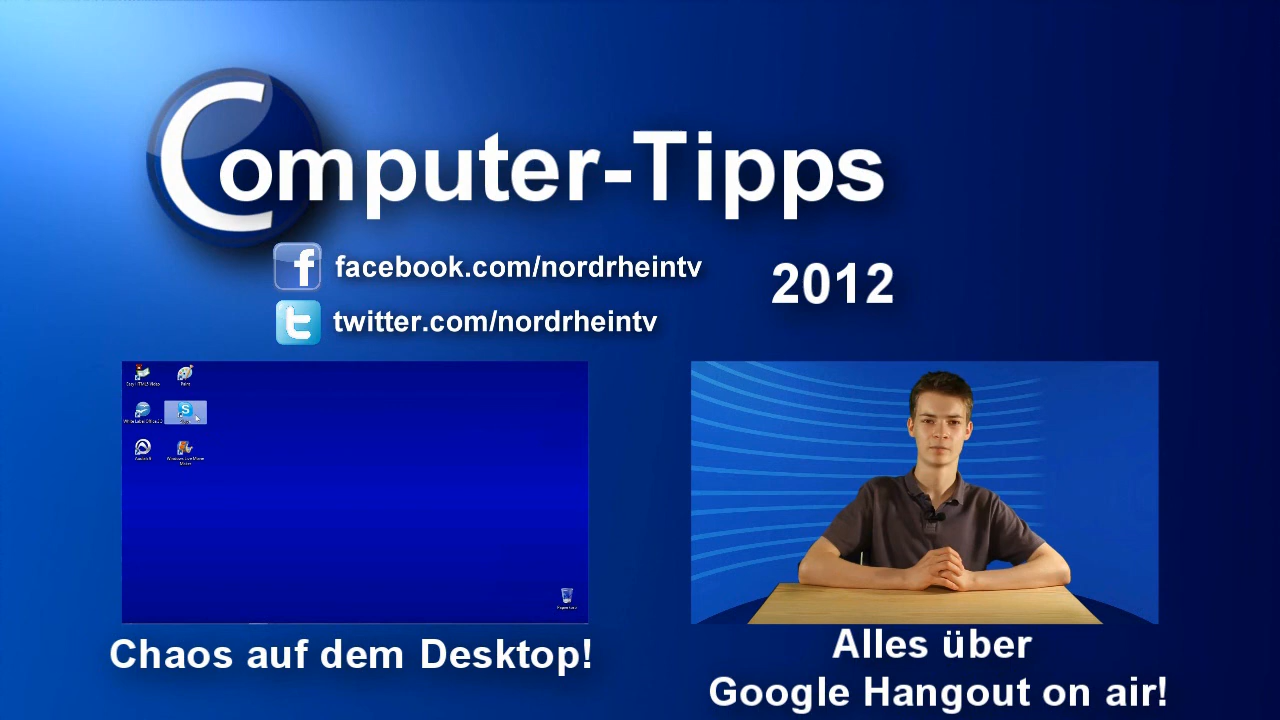 Computer-Tipps
facebook.com/nordrheintv
2012
twitter.com/nordrheintv
Paint
Chaos auf dem Desktop!
Alles über
Google Hangout on air!